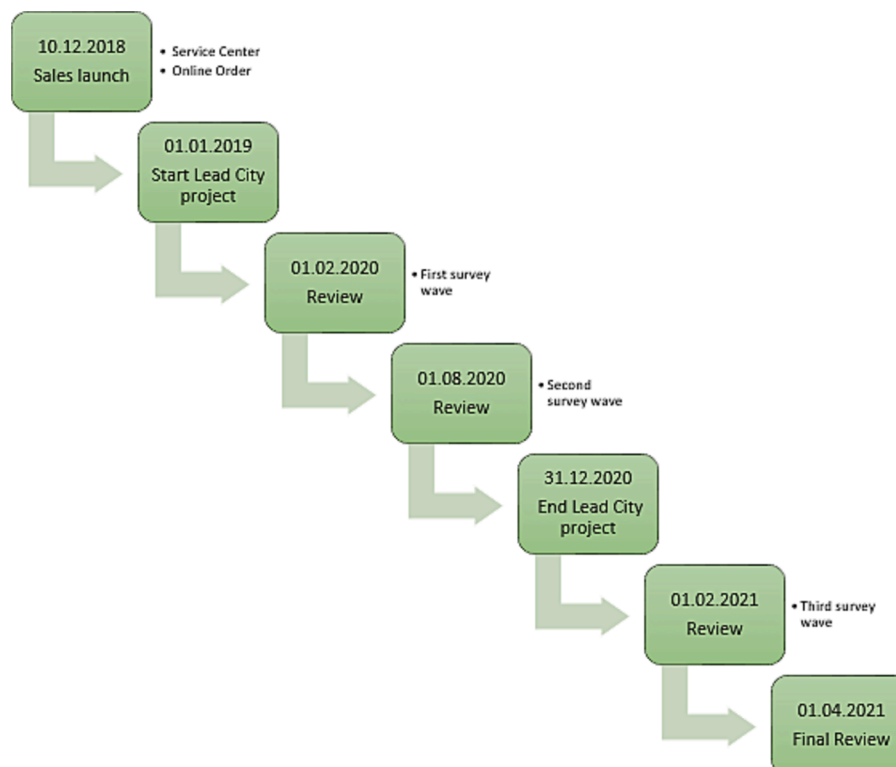 10.12.2018
Sales launch
• Service Center
• Online Order
01.01.2019
Start Lead City
project
01.02.2020
Review
• First survey
wave
01.08.2020
Review
• Second
survey wave
31.12.2020
End Lead City
project
01.02.2021
Review
• Third survey
wave
01.04.2021
Final Review